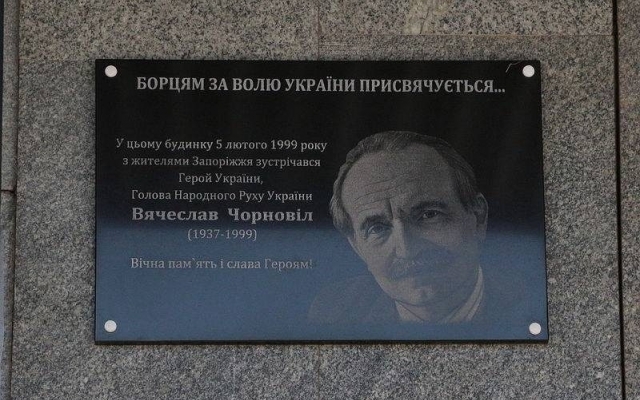 БОРЦЯМ ЗА ВОЛЮ УКРАЇНИ ПРИСВЯЧУЄТЬСЯ...
У цьому будинку 5 лютого 1999 року
з жителями Запоріжжя зустрічався
Герой України,
Голова Народного Руху України
Вячеслав Чорновіл
(1937-1999)
Вічна пам`ять і слава Героям!